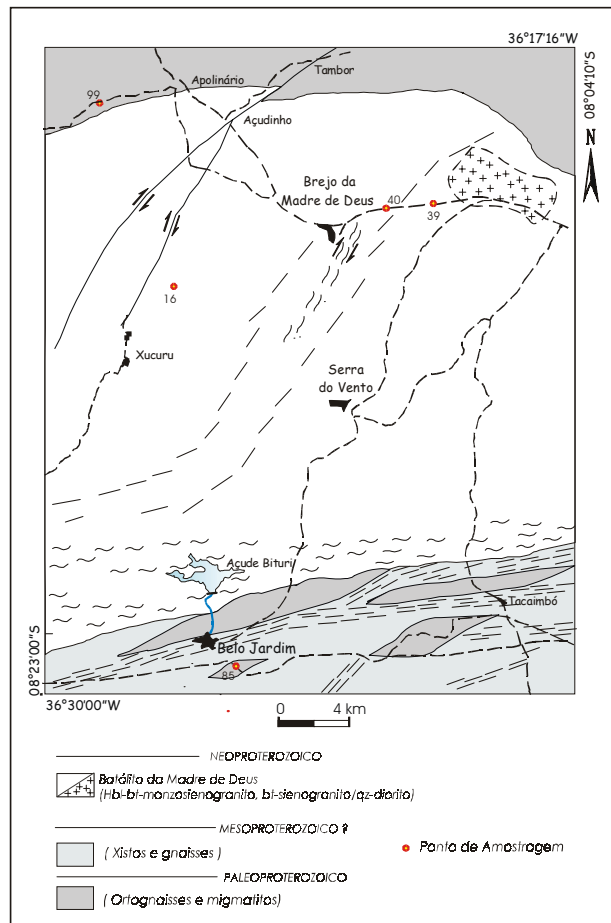 36°17'16"W
08°04'10"S
N
Tambor
Apolinário
99
Açudinho
Brejo da
Madre de Deus
40
39
16
Xucuru
Serra
do Vento
Açude Bituri
Tacaimbó
Belo Jardim
85
08°23'00"S
36°30'00"W
0 4 km
NEOPROTEROZOICO
Batólito da Madre de Deus
(Hbl-bt-monzosienogranito, bt-sienogranito/qz-diorito)
MESOPROTEROZOICO ?
( Xistos e gnaisses )
Ponto de Amostragem
PALEOPROTEROZOICO
( Ortognaisses e migmatitos)